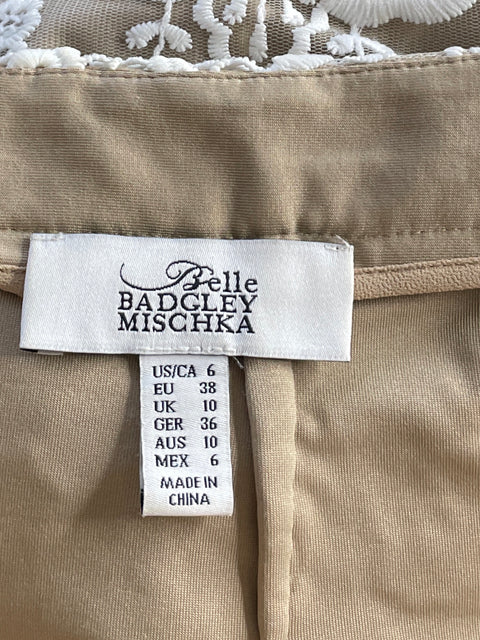 Belle
BADGLEY
MISCHKA
US/CA 6
EU 38
UK 10
GER 36
AUS 10
MEX 6
MADE IN
CHINA